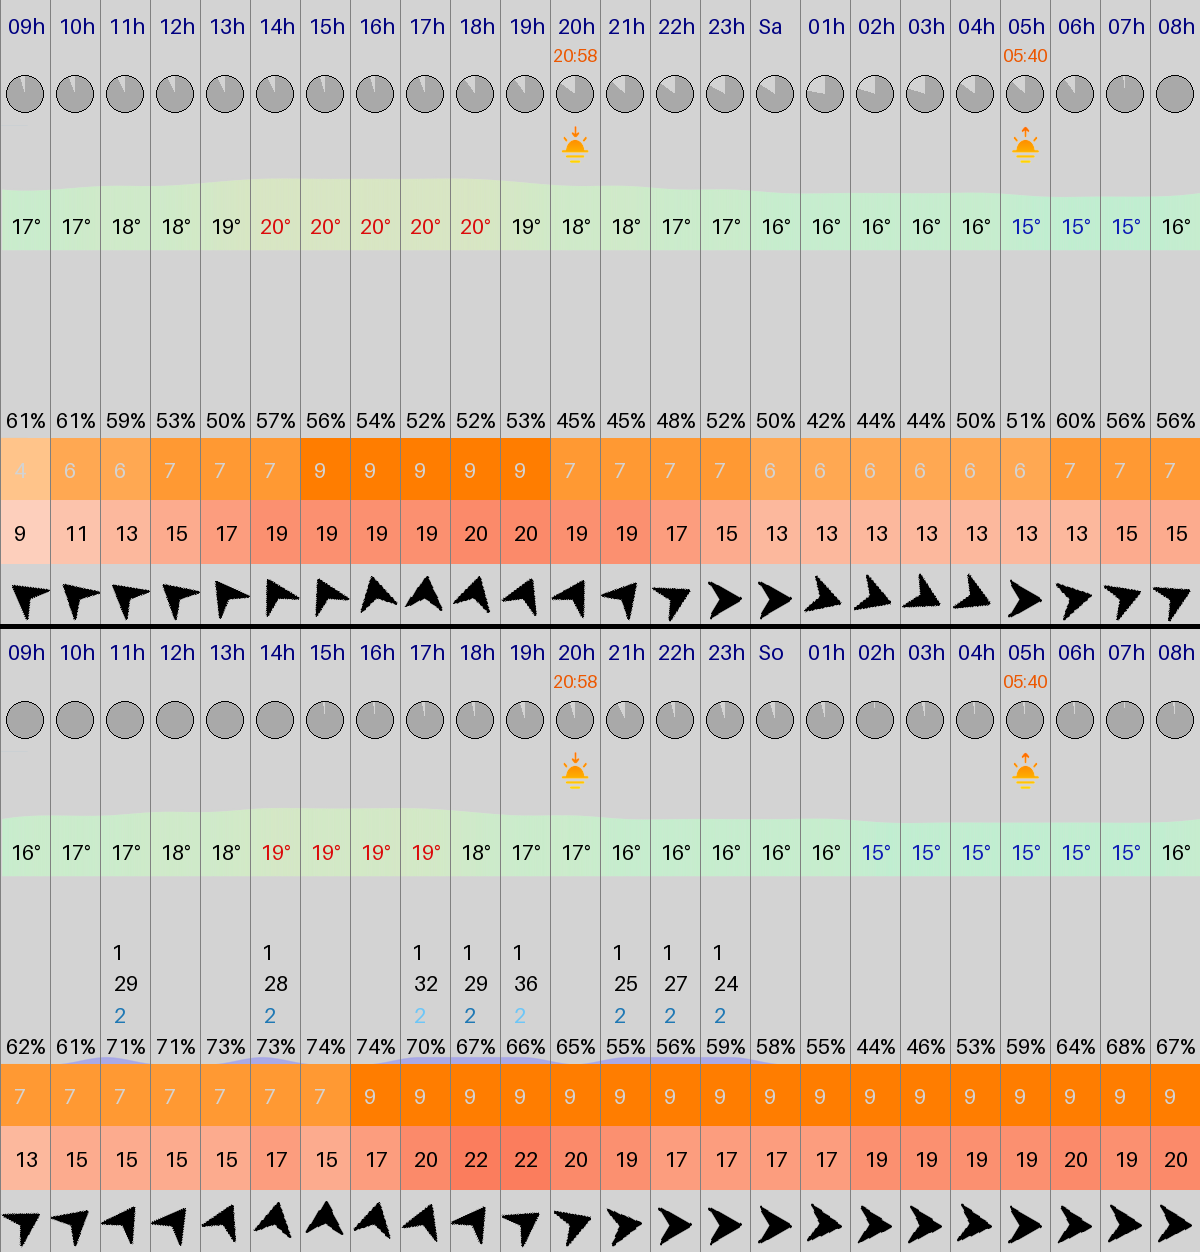 09h 10h 11h 12h 13h 14h 15h 16h 17h 18h 19h 20h 21h 22h 23h Sa 01h 02h 03h 04h 05h 06h 07h 08h
20:58 05:40
17° 17° 18° 18° 19° 20° 20° 20° 20° 20° 19° 18° 18° 17° 17° 16° 16° 16° 16° 16° 15° 15° 15° 16°
61% 61% 59% 53% 50% 57% 56% 54% 52% 52% 53% 45% 45% 48% 52% 50% 42% 44% 44% 50% 51% 60% 56% 56%
4 6 6 7 7 7 9 9 9 9 9 7 7 7 7 6 6 6 6 6 6 7 7 7
9 11 13 15 17 19 19 19 19 20 20 19 19 17 15 13 13 13 13 13 13 13 15 15
09h 10h 11h 12h 13h 14h 15h 16h 17h 18h 19h 20h 21h 22h 23h So 01h 02h 03h 04h 05h 06h 07h 08h
20:58 05:40
16° 17° 17° 18° 18° 19° 19° 19° 19° 18° 17° 17° 16° 16° 16° 16° 16° 15° 15° 15° 15° 15° 15° 16°
1 1 1 1 1 1 1 1
29 28 32 29 36 25 27 24
2 2 2 2 2 2 2 2
62% 61% 71% 71% 73% 73% 74% 74% 70% 67% 66% 65% 55% 56% 59% 58% 55% 44% 46% 53% 59% 64% 68% 67%
7 7 7 7 7 7 7 9 9 9 9 9 9 9 9 9 9 9 9 9 9 9 9 9
13 15 15 15 15 17 15 17 20 22 22 20 19 17 17 17 17 19 19 19 19 20 19 20